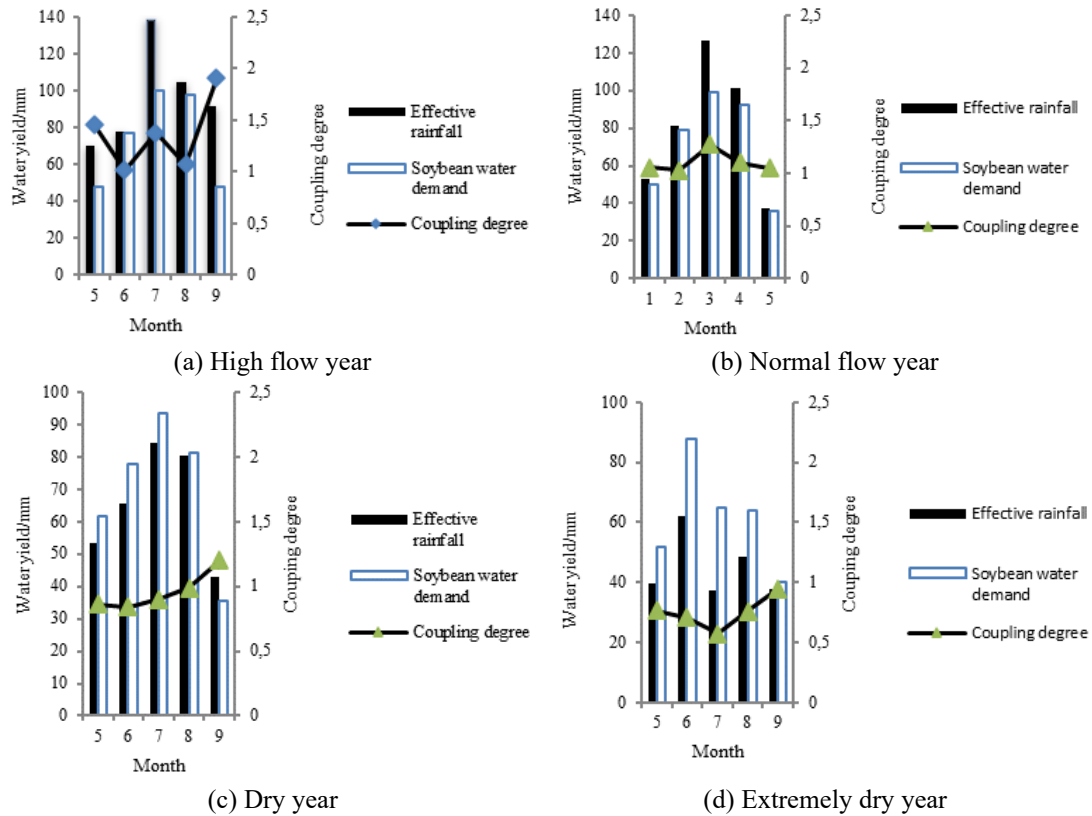 140
120
100
80
60
40
20
0
Water yield/mm
2,5
2
1,5
1
0,5
0
Coupling degree
5 6 7 8 9
Month
Effective
rainfall
Soybean water
demand
Coupling degree
(a) High flow year
140
120
100
80
60
40
20
0
Water yield/mm
2,5
2
1,5
1
0,5
0
Couping degree
1 2 3 4 5
Month
Effective rainfall
Soybean water
demand
Coupling degree
(b) Normal flow year
100
90
80
70
60
50
40
30
20
10
0
Water yield/mm
2,5
2
1,5
1
0,5
0
Couping degree
5 6 7 8 9
Month
Effective
rainfall
Soybean water
demand
Coupling degree
(c) Dry year
100
80
60
40
20
0
Water yield/mm
2,5
2
1,5
1
0,5
0
Couping degree
5 6 7 8 9
Month
Effective rainfall
Soybean water
demand
Coupling degree
(d) Extremely dry year